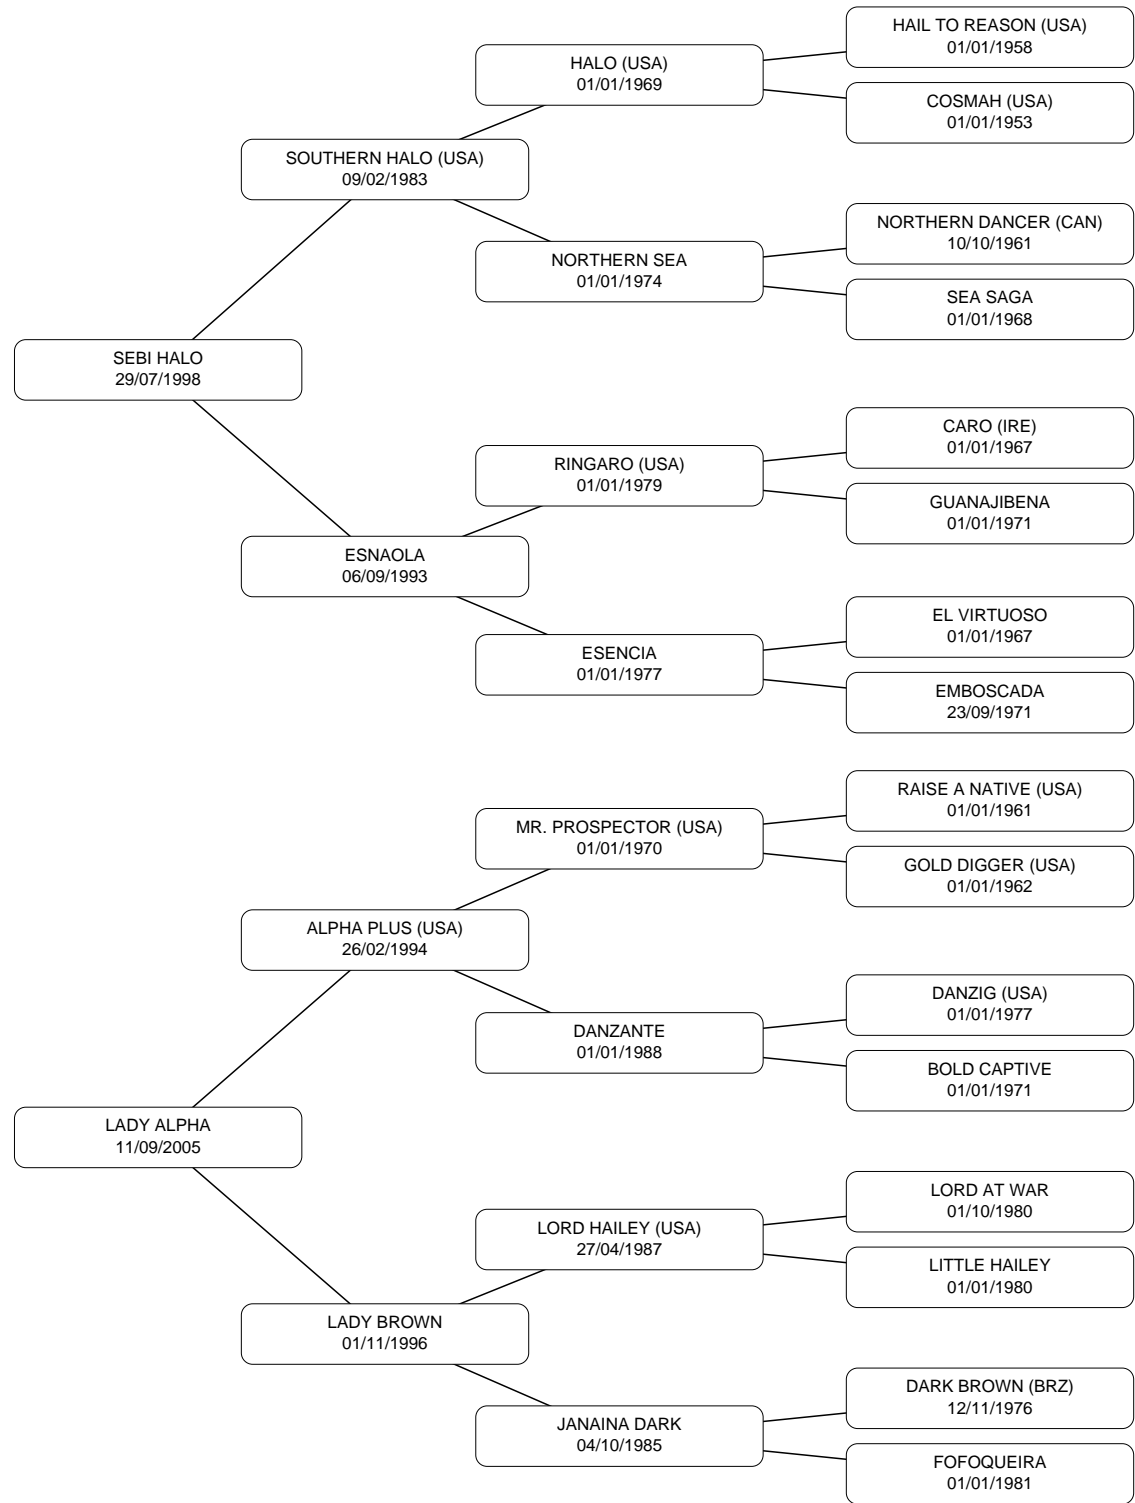 HAIL TO REASON (USA)
01/01/1958
HALO (USA)
01/01/1969
COSMAH (USA)
01/01/1953
SOUTHERN HALO (USA)
09/02/1983
NORTHERN DANCER (CAN)
10/10/1961
NORTHERN SEA
01/01/1974
SEA SAGA
01/01/1968
SEBI HALO
29/07/1998
CARO (IRE)
01/01/1967
RINGARO (USA)
01/01/1979
GUANAJIBENA
01/01/1971
ESNAOLA
06/09/1993
EL VIRTUOSO
01/01/1967
ESENCIA
01/01/1977
EMBOSCADA
23/09/1971
RAISE A NATIVE (USA)
01/01/1961
MR. PROSPECTOR (USA)
01/01/1970
GOLD DIGGER (USA)
01/01/1962
ALPHA PLUS (USA)
26/02/1994
DANZIG (USA)
01/01/1977
DANZANTE
01/01/1988
BOLD CAPTIVE
01/01/1971
LADY ALPHA
11/09/2005
LORD AT WAR
01/10/1980
LORD HAILEY (USA)
27/04/1987
LITTLE HAILEY
01/01/1980
LADY BROWN
01/11/1996
DARK BROWN (BRZ)
12/11/1976
JANAINA DARK
04/10/1985
FOFOQUEIRA
01/01/1981